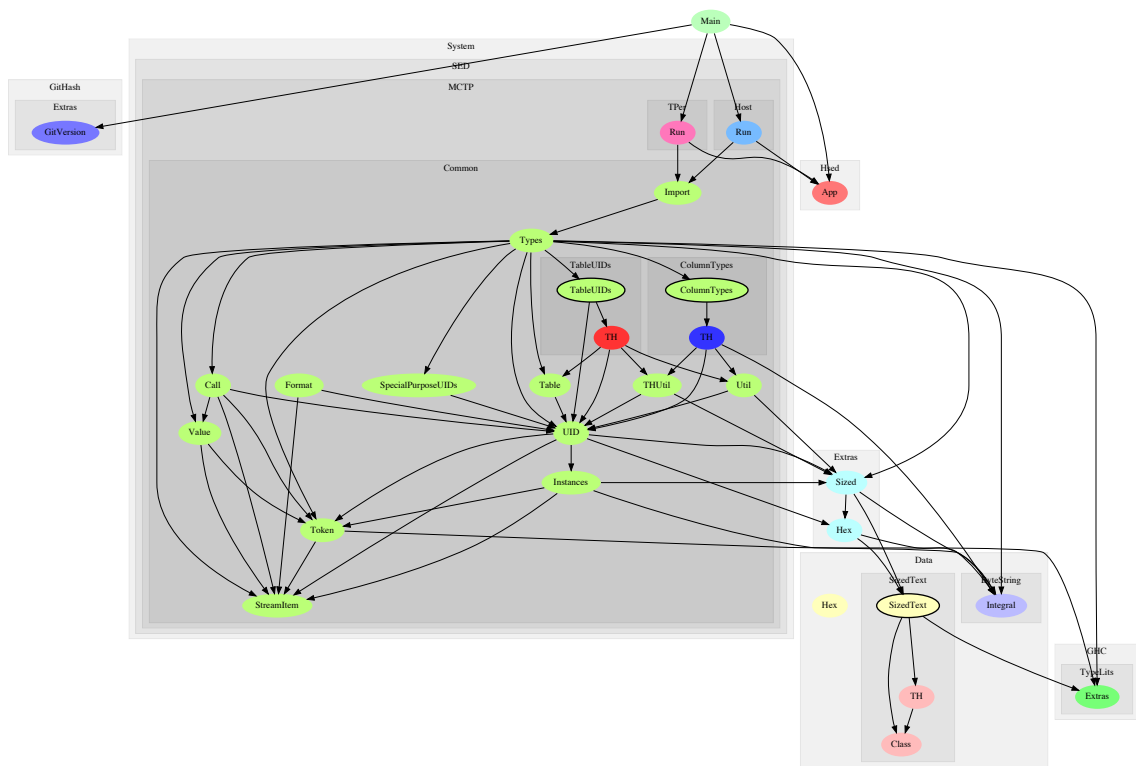 Main
System
SED
MCTP
GitHash
Extras
GitVersion
TPer
Host
Run
Run
Common
Hsed
App
Import
Types
TableUIDs
ColumnTypes
TableUIDs
ColumnTypes
TH
TH
Call
Format
SpecialPurposeUIDs
Table
THUtil
Util
Value
UID
Extras
Instances
Sized
Token
Hex
Data
SizedText
ByteString
Hex
SizedText
Integral
StreamItem
GHC
TypeLits
TH
Extras
Class